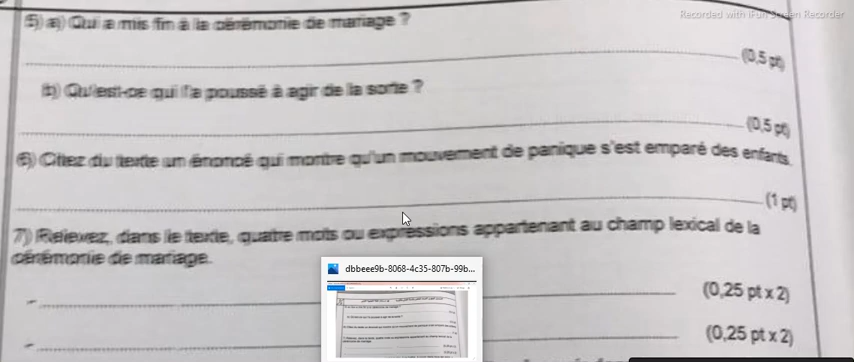 Recorded with iFun Screen Recorder
5) a) Qui a mis fin à la cérémonie de mariage ?
(0,5 pt)
b) Qu'est-ce qui l'a poussé à agir de la sorte ?
(0,5 pt)
6) Citez du texte un énoncé qui montre qu'un mouvement de panique s'est emparé des enfants.
(1 pt)
7) Relevez, dans le texte, quatre mots ou expressions appartenant au champ lexical de la
cérémonie de mariage.
dbbeee9b-8068-4c35-807b-99b...
- (0,25 pt x 2)
- (0,25 pt x 2)